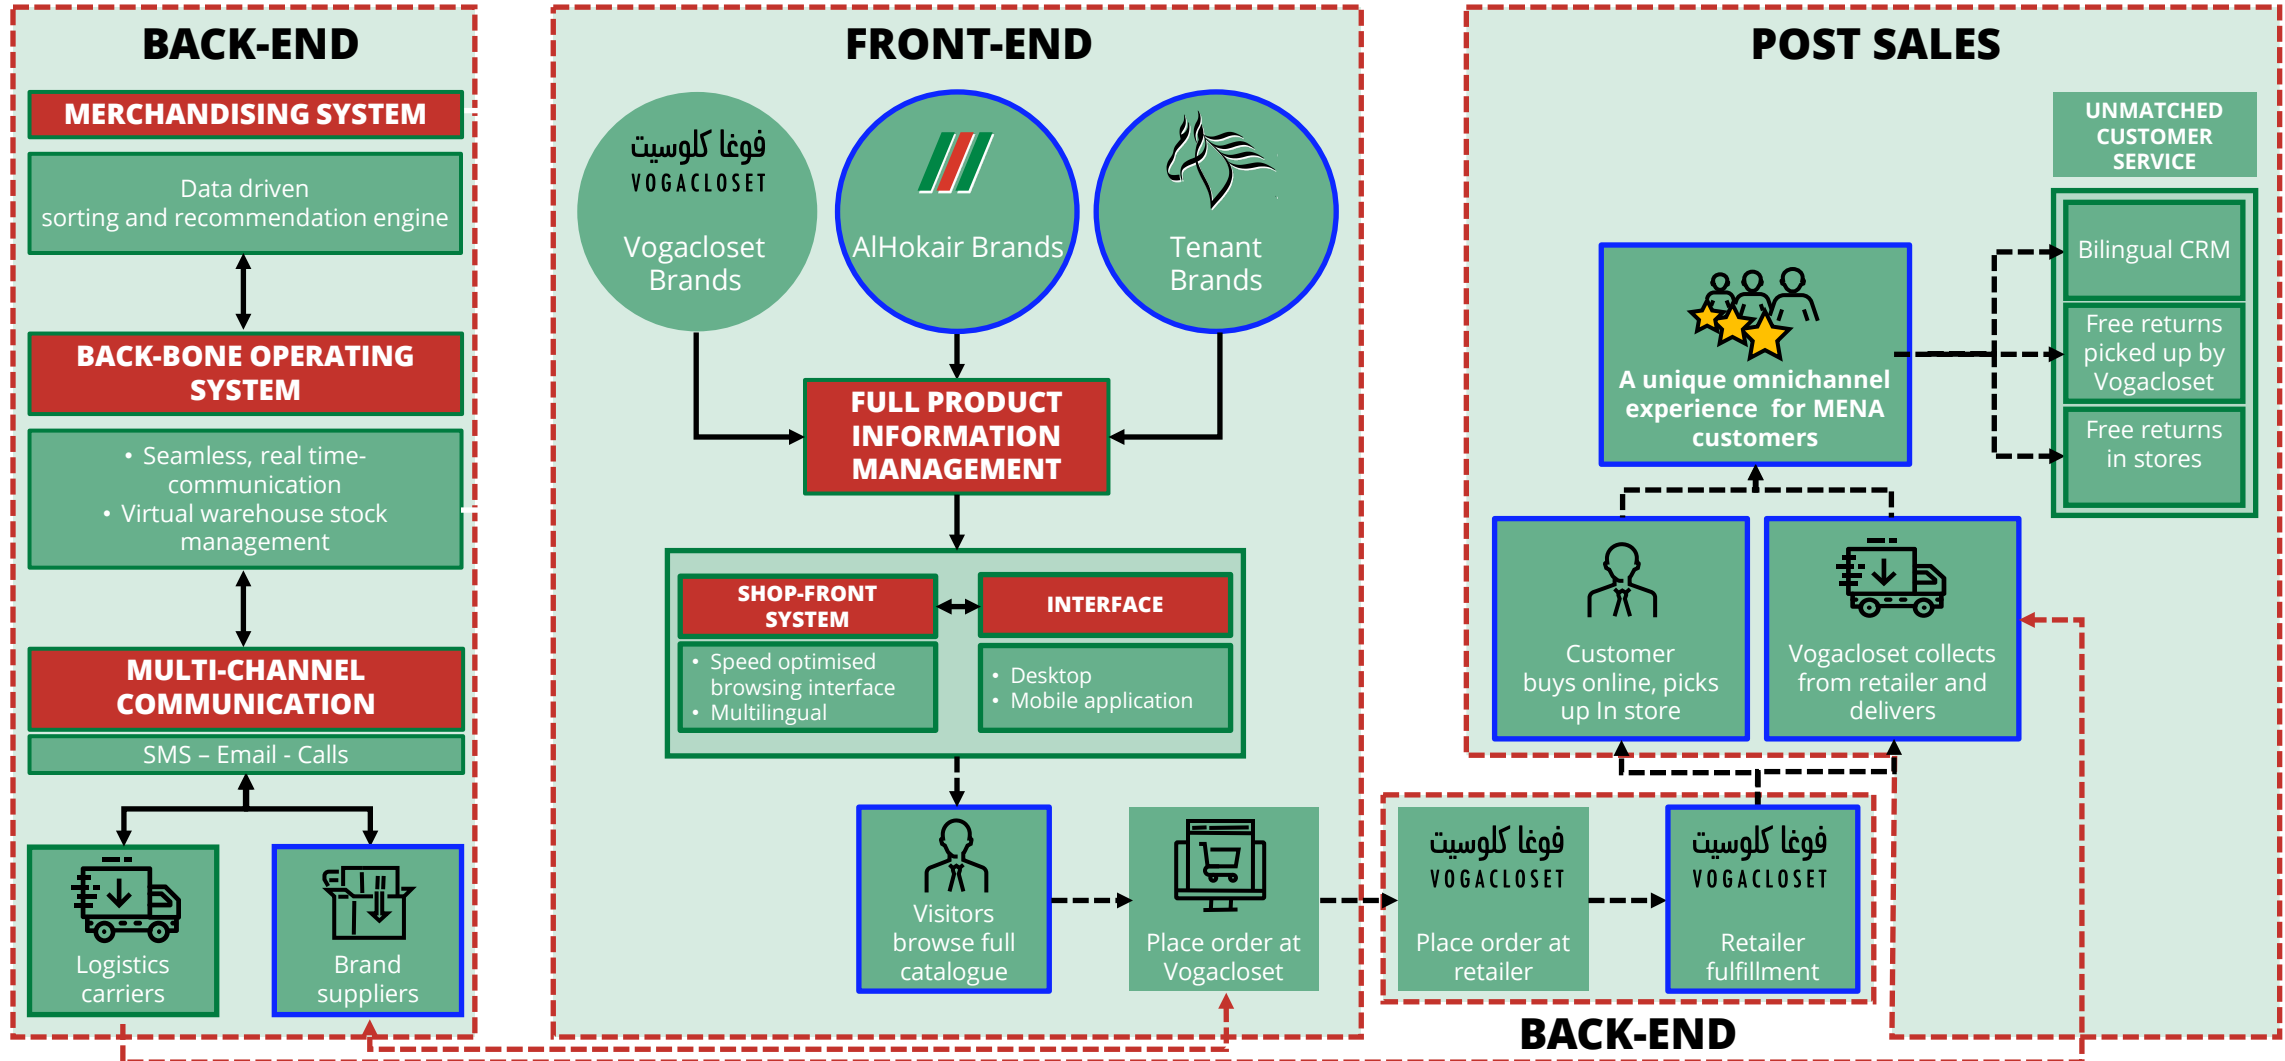 BACK-END
MERCHANDISING SYSTEM
Data driven
sorting and recommendation engine
BACK-BONE OPERATING
SYSTEM
• Seamless, real time-
communication
• Virtual warehouse stock
management
MULTI-CHANNEL
COMMUNICATION
SMS – Email - Calls
Logistics
carriers
Brand
suppliers
FRONT-END
فوغا كلوسيت
VOGACLOSET
Vogacloset
Brands
AlHokair Brands
Tenant
Brands
FULL PRODUCT
INFORMATION
MANAGEMENT
SHOP-FRONT
SYSTEM
• Speed optimised
browsing interface
• Multilingual
INTERFACE
• Desktop
• Mobile application
Visitors
browse full
catalogue
Place order at
Vogacloset
فوغا كلوسيت
VOGACLOSET
Place order at
retailer
فوغا كلوسيت
VOGACLOSET
Retailer
fulfillment
BACK-END
POST SALES
UNMATCHED
CUSTOMER
SERVICE
Bilingual CRM
Free returns
picked up by
Vogacloset
Free returns
in stores
A unique omnichannel
experience for MENA
customers
Customer
buys online, picks
up In store
Vogacloset collects
from retailer and
delivers